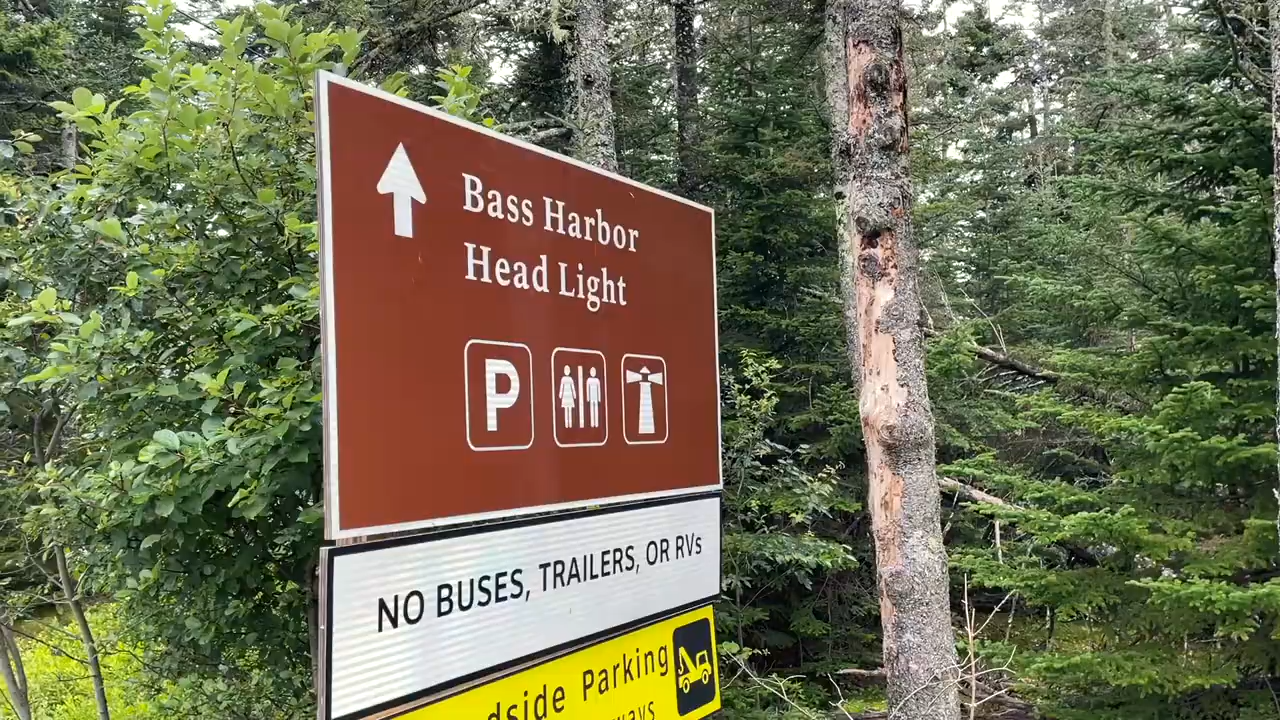 Bass Harbor
Head Light
P
NO BUSES, TRAILERS, OR RVs
Parking